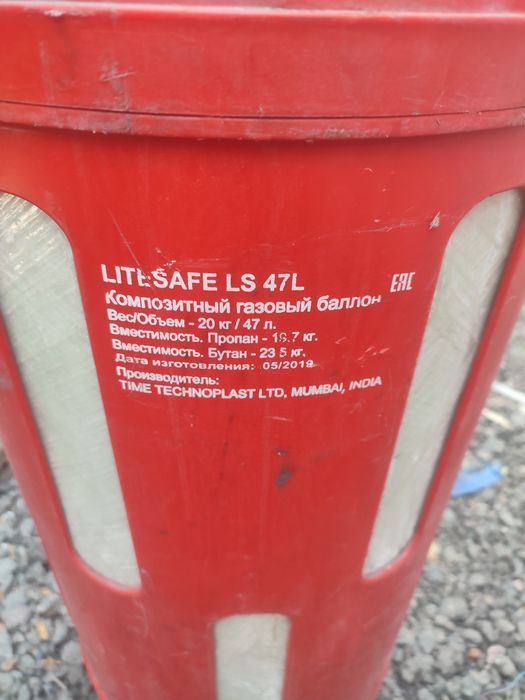 LITESAFE LS 47L
EAC
Композитный газовый баллон
Вес/Объем - 20 кг / 47 л.
Вместимость. Пропан - 19.7 кг.
Вместимость. Бутан - 23.5 кг.
Дата изготовления: 05/2019
Производитель:
TIME TECHNOPLAST LTD, MUMBAI, INDIA